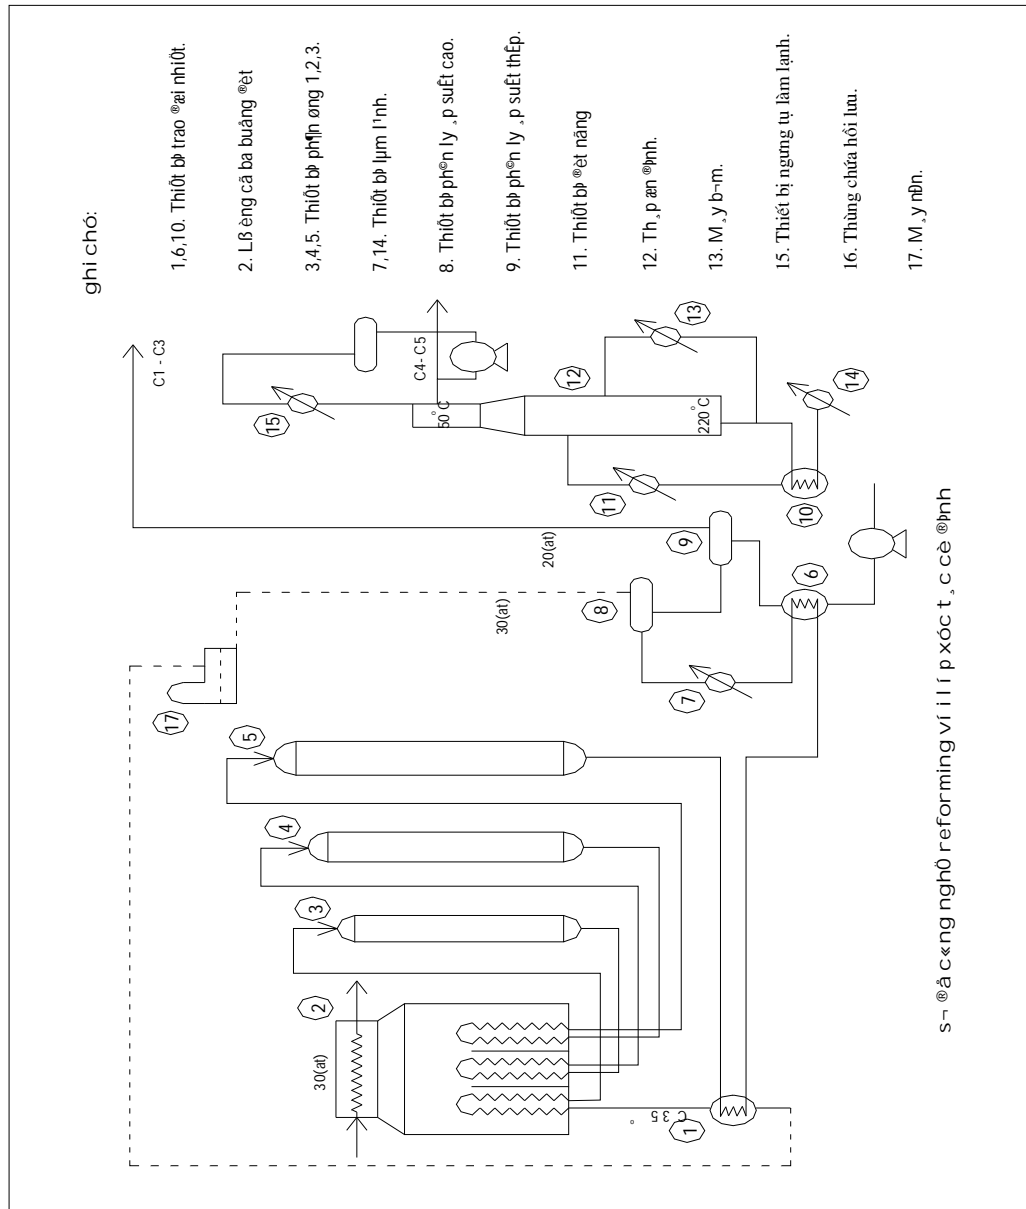 ghi chó:
1,6,10. ThiÕt bÞ trao ®æi nhiÖt.
2. Lß èng cã ba buång ®èt
3,4,5. ThiÕt bÞ ph¶n øng 1,2,3.
7,14. ThiÕt bÞ lµm l¹nh.
8. ThiÕt bÞ ph©n ly ¸p suÊt cao.
9. ThiÕt bÞ ph©n ly ¸p suÊt thÊp.
11. ThiÕt bÞ ®èt nãng
12. Th¸p æn ®Þnh.
13. M¸y b¬m.
15. Thiết bị ngưng tụ làm lạnh.
16. Thùng chứa hồi lưu.
17. M¸y nÐn.
C1 - C3
C4- C5
15
50°C
12
13
220°C
14
11
10
20(at)
9
30(at)
8
6
7
17
5
4
3
2
30(at)
C 35
°
1
s¬ ®å c«ng nghÖ reforming ví i lí p xóc t¸c cè ®Þnh